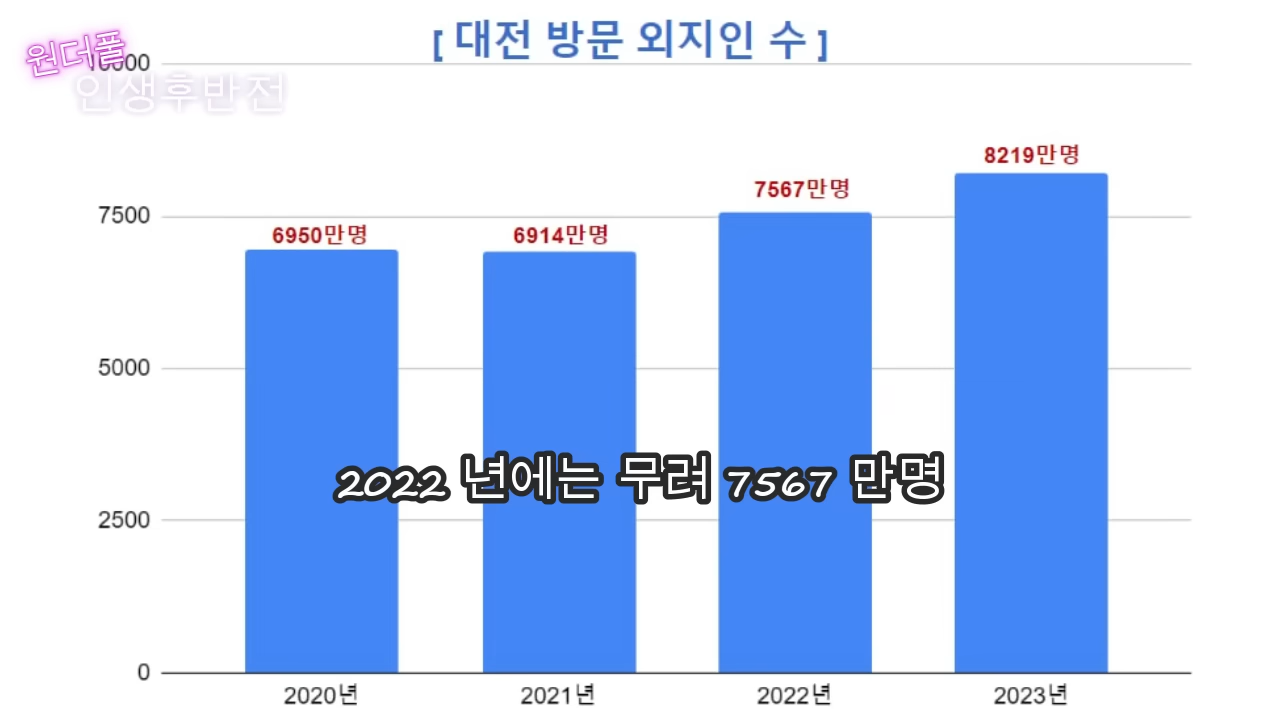 [ 대전 방문 외지인 수 ]
원더풀
인생후반전
10000
7500
5000
2500
0
6950만명
6914만명
7567만명
8219만명
2022 년에는 무려 7567 만명
2020년
2021년
2022년
2023년